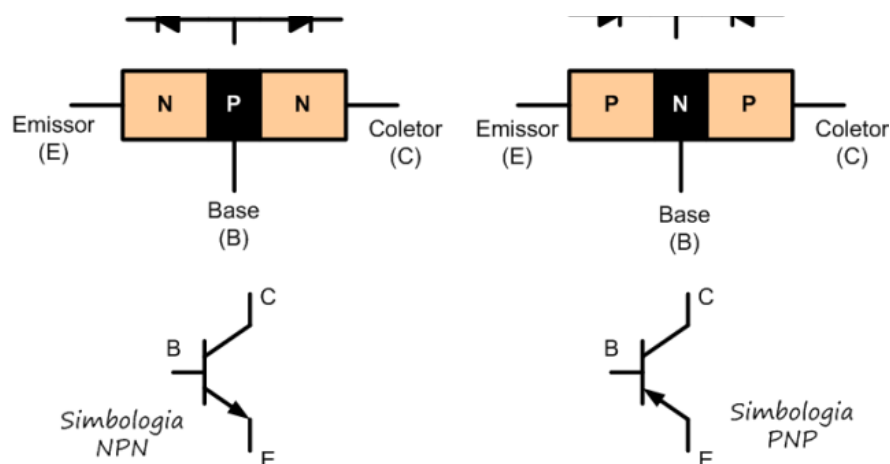 N P N
P N P
Emissor
(E)
Coletor
(C)
Emissor
(E)
Coletor
(C)
Base
(B)
Base
(B)
C
B
E
Simbologia
NPN
C
B
E
Simbologia
PNP